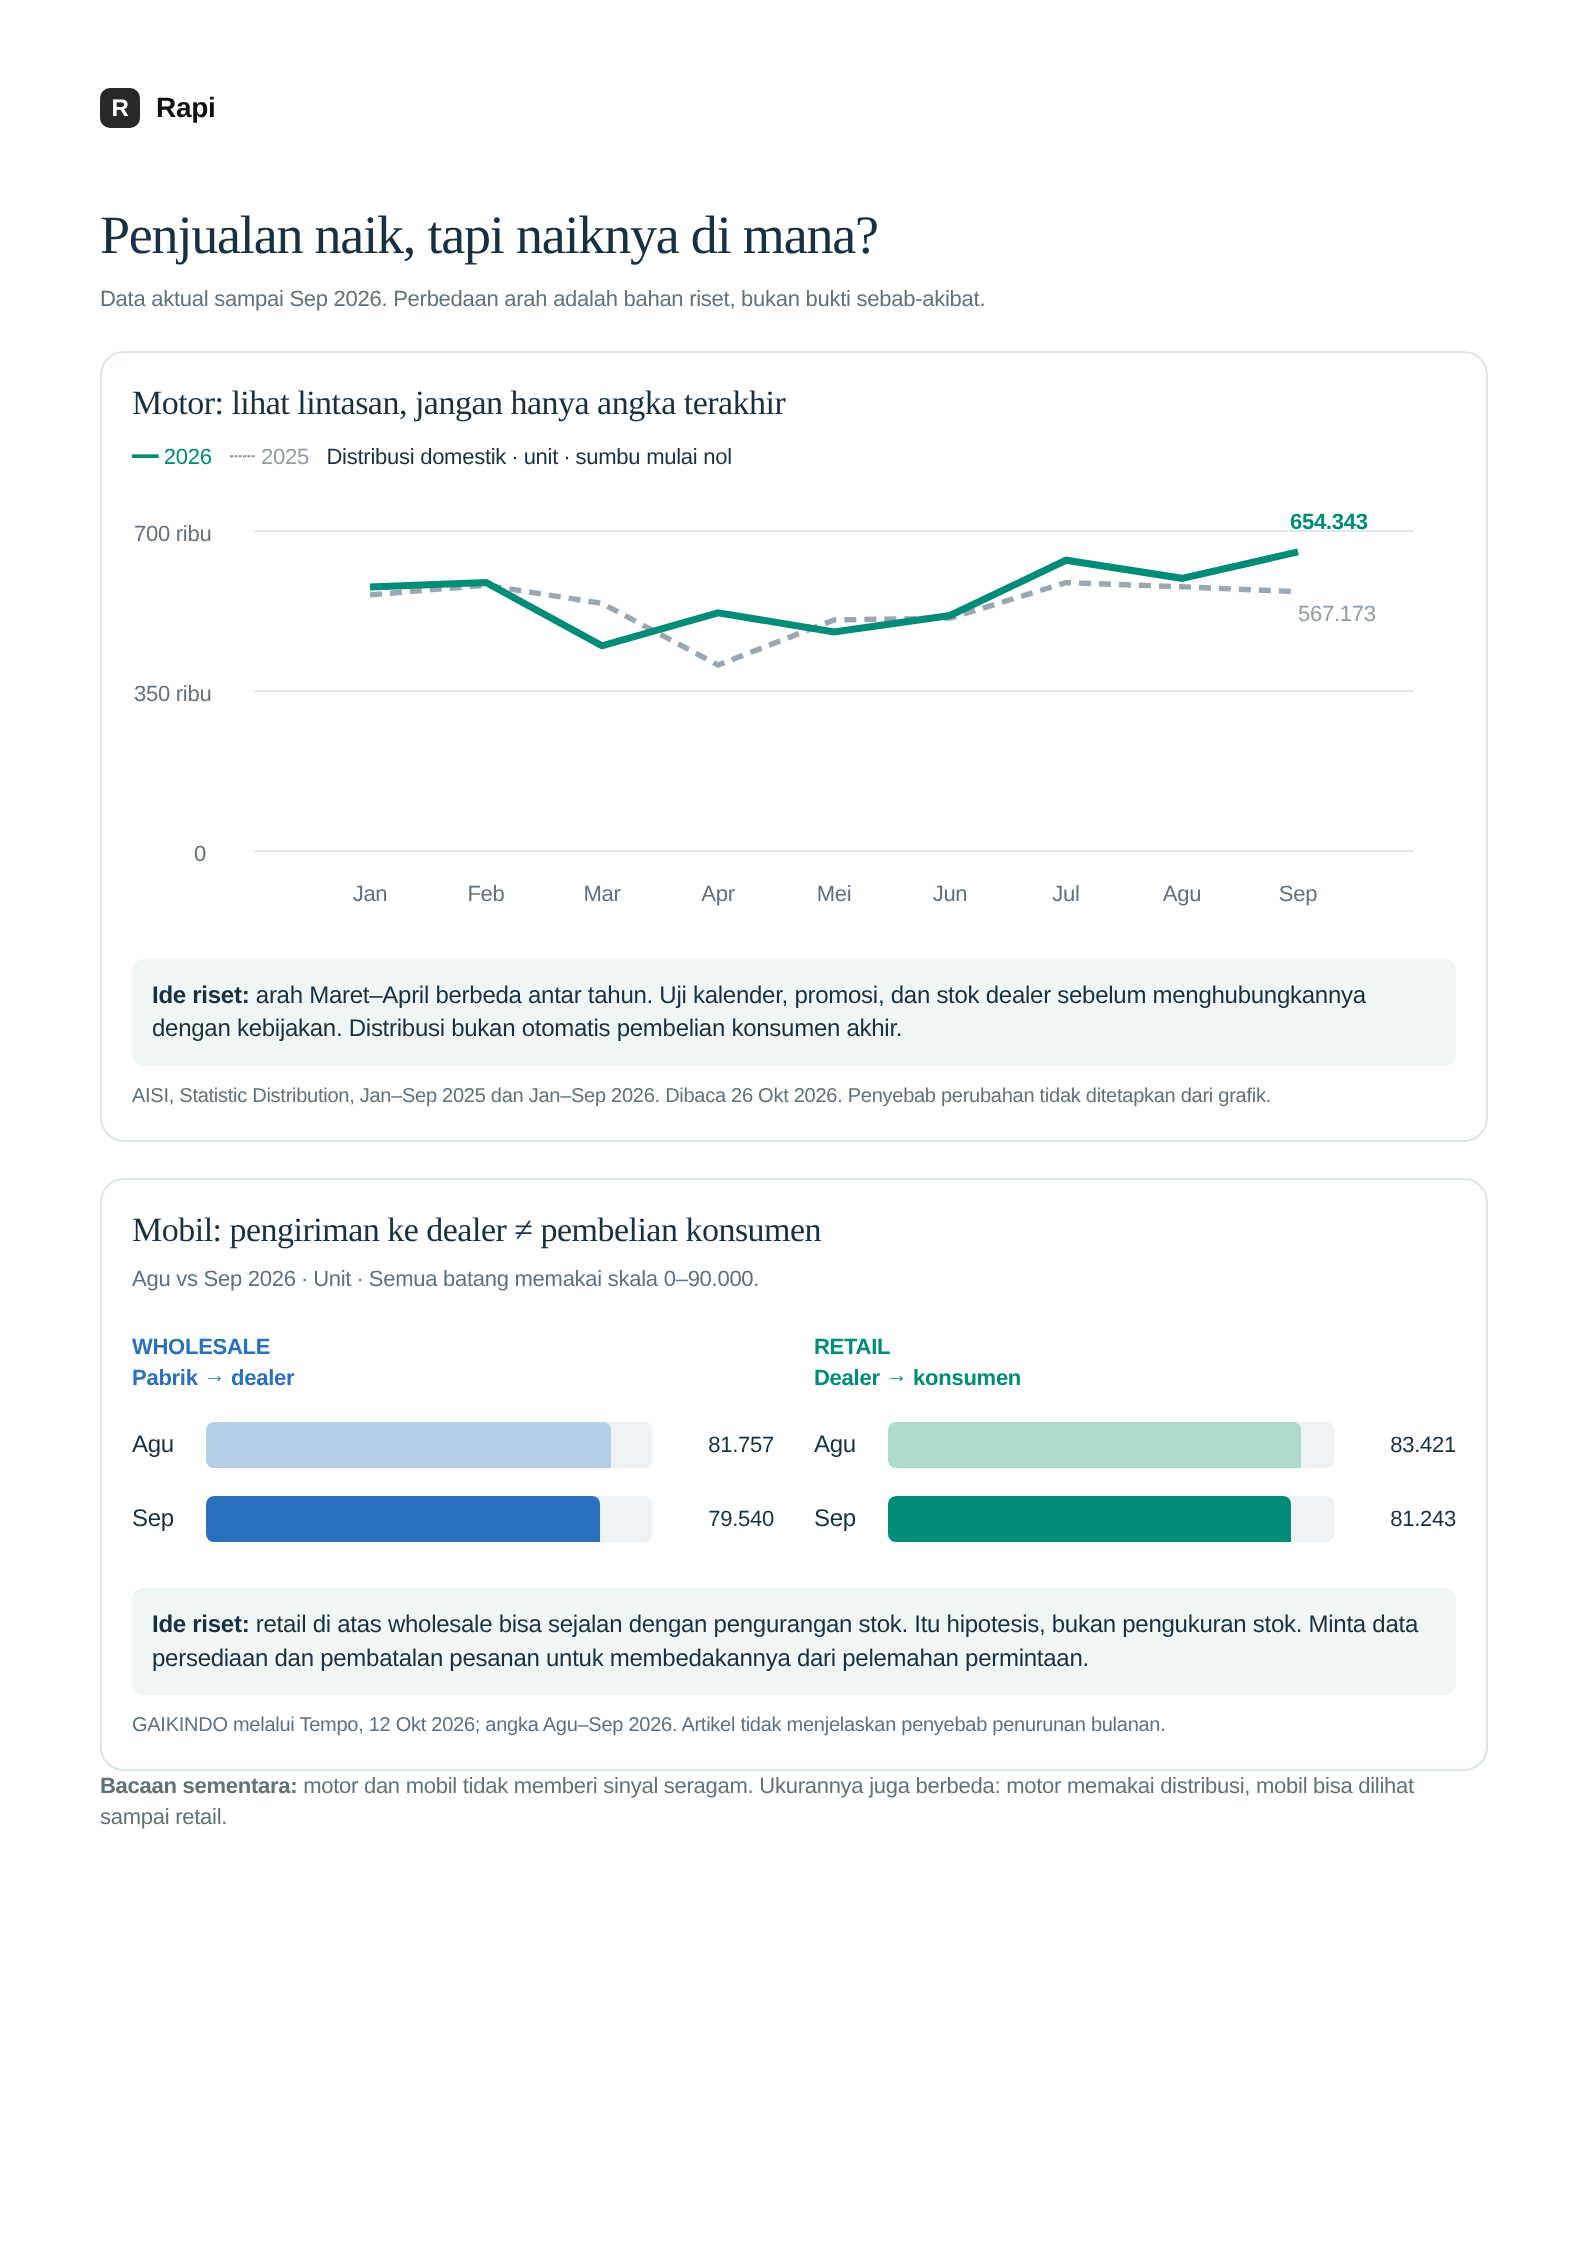 R Rapi
Penjualan naik, tapi naiknya di mana?
Data aktual sampai Sep 2026. Perbedaan arah adalah bahan riset, bukan bukti sebab-akibat.
Motor: lihat lintasan, jangan hanya angka terakhir
2026 2025 Distribusi domestik · unit · sumbu mulai nol
654.343
700 ribu
567.173
350 ribu
0
Jan Feb Mar Apr Mei Jun Jul Agu Sep
Ide riset: arah Maret–April berbeda antar tahun. Uji kalender, promosi, dan stok dealer sebelum menghubungkannya
dengan kebijakan. Distribusi bukan otomatis pembelian konsumen akhir.
AISI, Statistic Distribution, Jan–Sep 2025 dan Jan–Sep 2026. Dibaca 26 Okt 2026. Penyebab perubahan tidak ditetapkan dari grafik.
Mobil: pengiriman ke dealer ≠ pembelian konsumen
Agu vs Sep 2026 · Unit · Semua batang memakai skala 0–90.000.
WHOLESALE
Pabrik → dealer
Agu 81.757
Sep 79.540
RETAIL
Dealer → konsumen
Agu 83.421
Sep 81.243
Ide riset: retail di atas wholesale bisa sejalan dengan pengurangan stok. Itu hipotesis, bukan pengukuran stok. Minta data
persediaan dan pembatalan pesanan untuk membedakannya dari pelemahan permintaan.
GAIKINDO melalui Tempo, 12 Okt 2026; angka Agu–Sep 2026. Artikel tidak menjelaskan penyebab penurunan bulanan.
Bacaan sementara: motor dan mobil tidak memberi sinyal seragam. Ukurannya juga berbeda: motor memakai distribusi, mobil bisa dilihat
sampai retail.